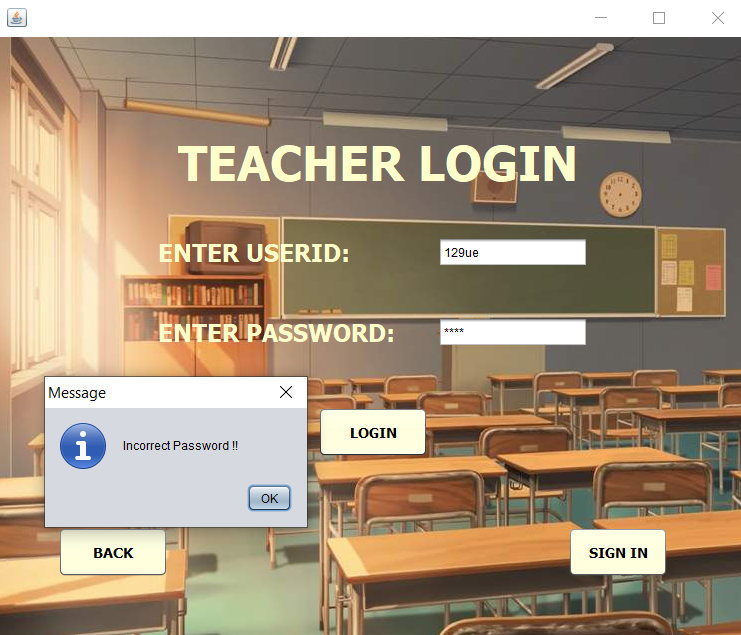 TEACHER LOGIN
ENTER USERID:
129ue
ENTER PASSWORD:
****
Message
Incorrect Password !!
OK
LOGIN
BACK
SIGN IN